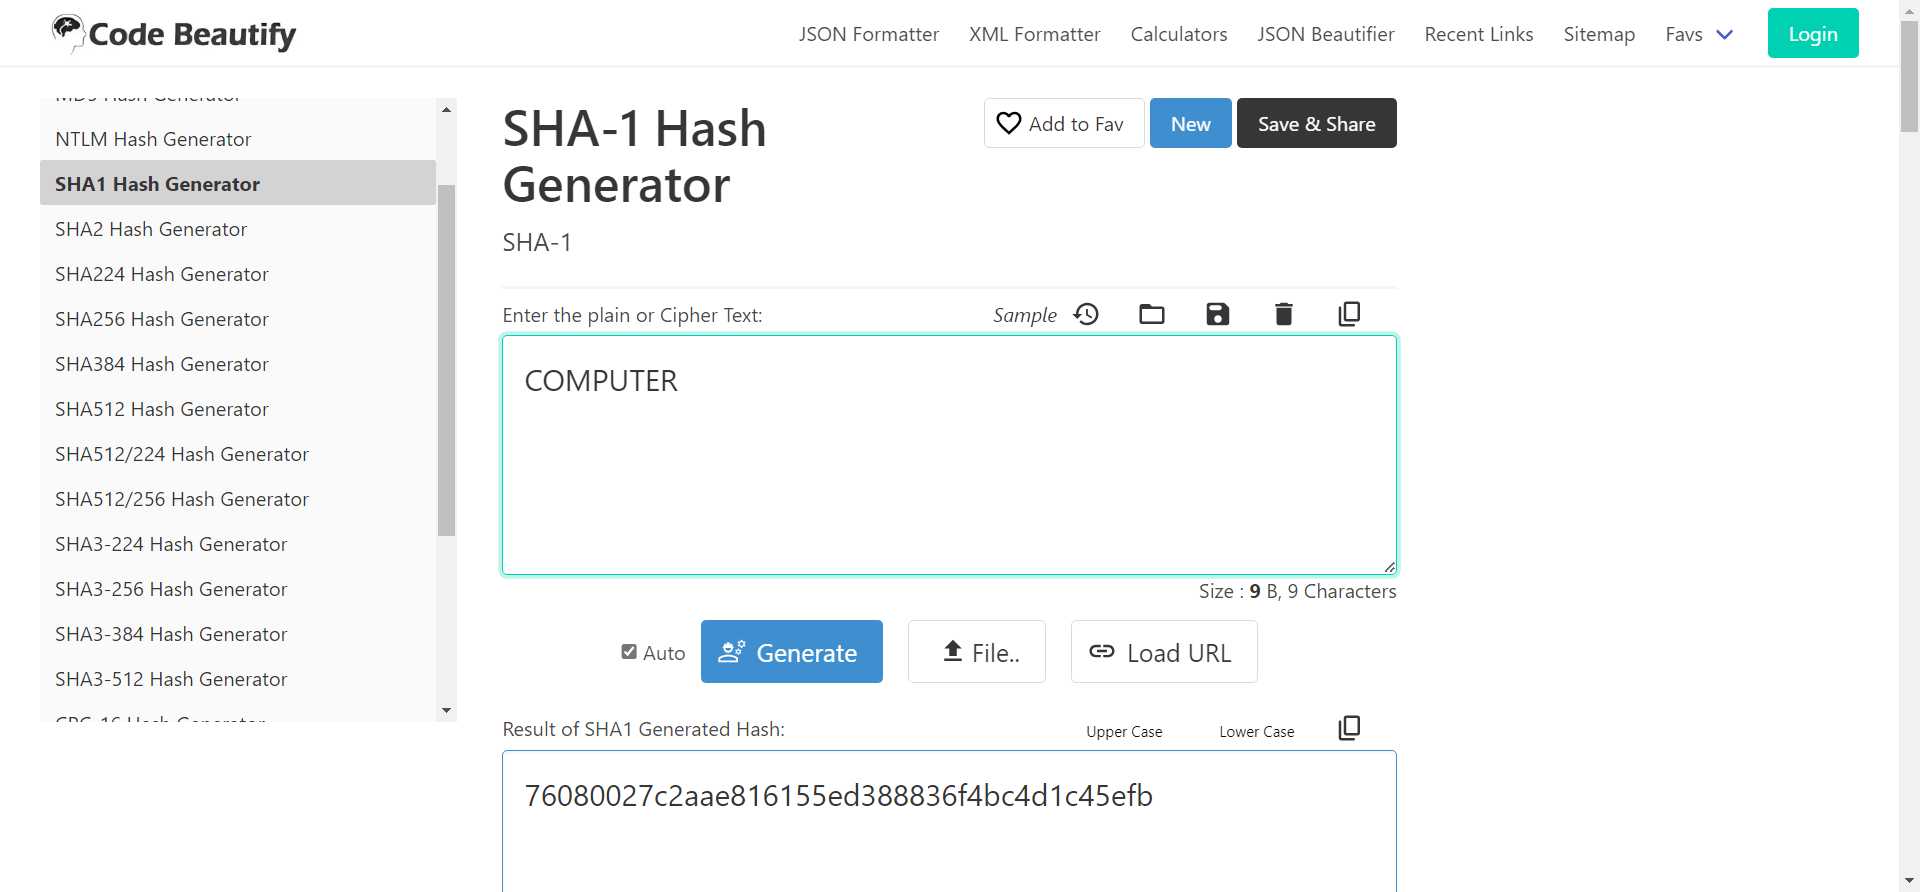 Code Beautify
JSON Formatter
XML Formatter
Calculators
JSON Beautifier
Recent Links
Sitemap
Favs
Login
NTLM Hash Generator
SHA1 Hash Generator
SHA2 Hash Generator
SHA224 Hash Generator
SHA256 Hash Generator
SHA384 Hash Generator
SHA512 Hash Generator
SHA512/224 Hash Generator
SHA512/256 Hash Generator
SHA3-224 Hash Generator
SHA3-256 Hash Generator
SHA3-384 Hash Generator
SHA3-512 Hash Generator
SHA-1 Hash
Generator
Add to Fav
New
Save & Share
SHA-1
Enter the plain or Cipher Text:
Sample
COMPUTER
Size : 9 B, 9 Characters
Auto
Generate
File..
Load URL
Result of SHA1 Generated Hash:
Upper Case
Lower Case
76080027c2aae816155ed388836f4bc4d1c45efb